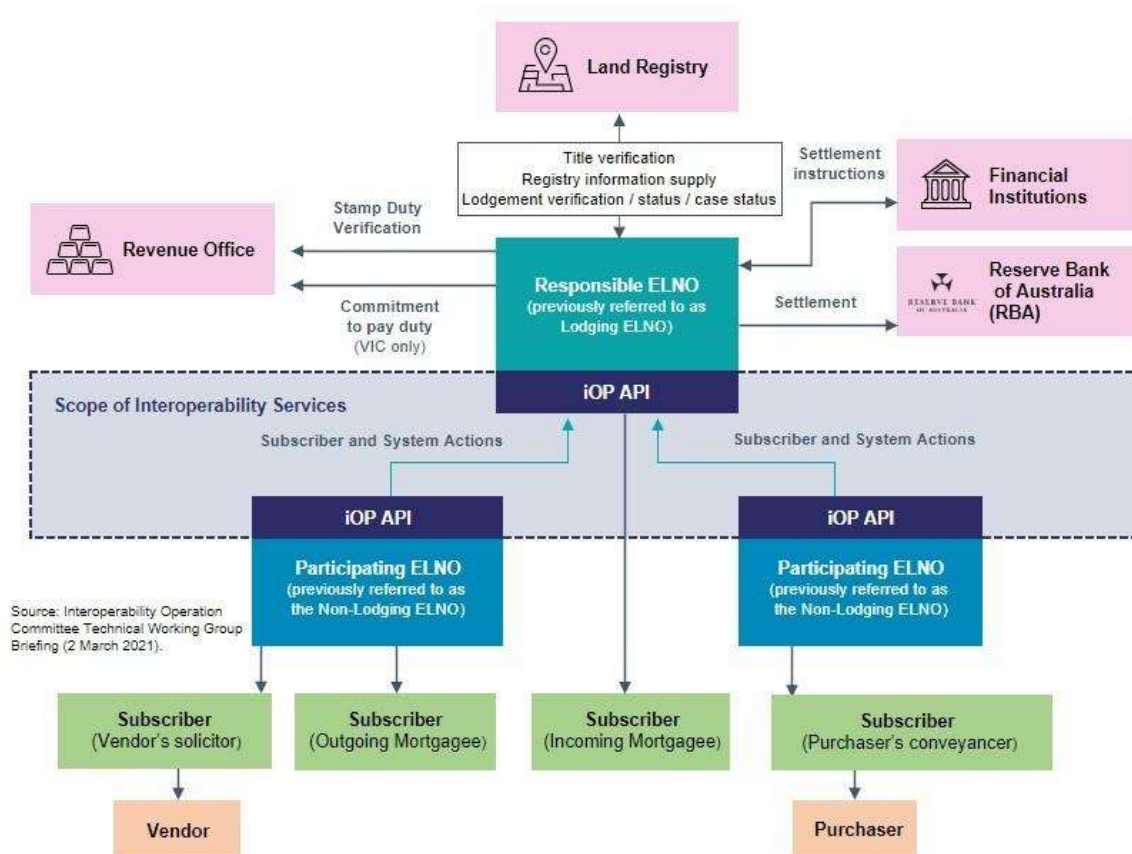 Land Registry
Title verification
Registry information supply
Lodgement verification / status / case status
Settlement
instructions
Financial
Institutions
Stamp Duty
Verification
Revenue Office
Commitment
to pay duty
(VIC only)
Responsible ELNO
(previously referred to as
Lodging ELNO)
Settlement
RESERVE BANK
OF AUSTRALIA
Reserve Bank
of Australia
(RBA)
iOP API
Scope of Interoperability Services
Subscriber and System Actions
Subscriber and System Actions
iOP API
iOP API
Participating ELNO
(previously referred to as
the Non-Lodging ELNO)
Participating ELNO
(previously referred to as
the Non-Lodging ELNO)
Source: Interoperability Operation
Committee Technical Working Group
Briefing (2 March 2021).
Subscriber
(Vendor's solicitor)
Subscriber
(Outgoing Mortgagee)
Subscriber
(Incoming Mortgagee)
Subscriber
(Purchaser's conveyancer)
Vendor
Purchaser